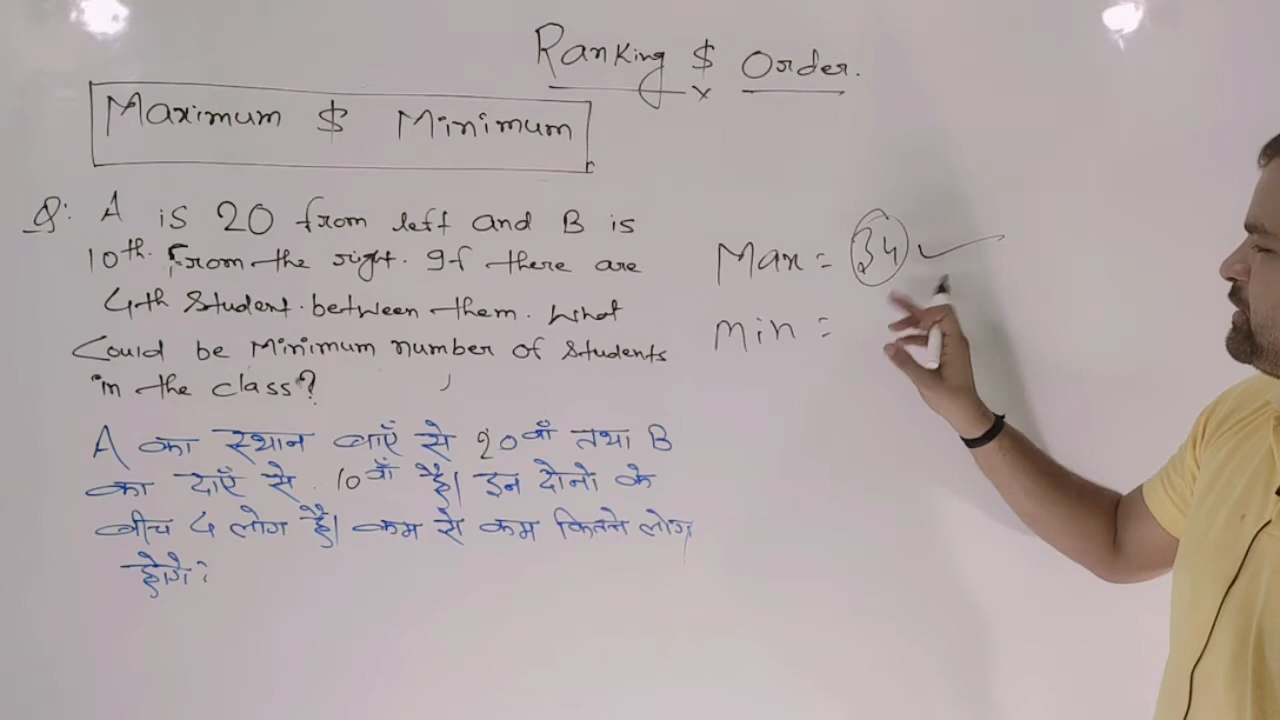 Ranking $ Order.
Maximum $ Minimum
Q: A is 20 from left and B is
10th. From the right. If there are
4th Student between them. What
Could be Minimum number of Students
in the class?
A का स्थान बाएँ से 20 वाँ तथा B
का दाएँ से 10 वाँ है। इन दोनो के
बीच 4 लोग है। कम से कम कितने लोग
होगे?
Max = 34
Min =